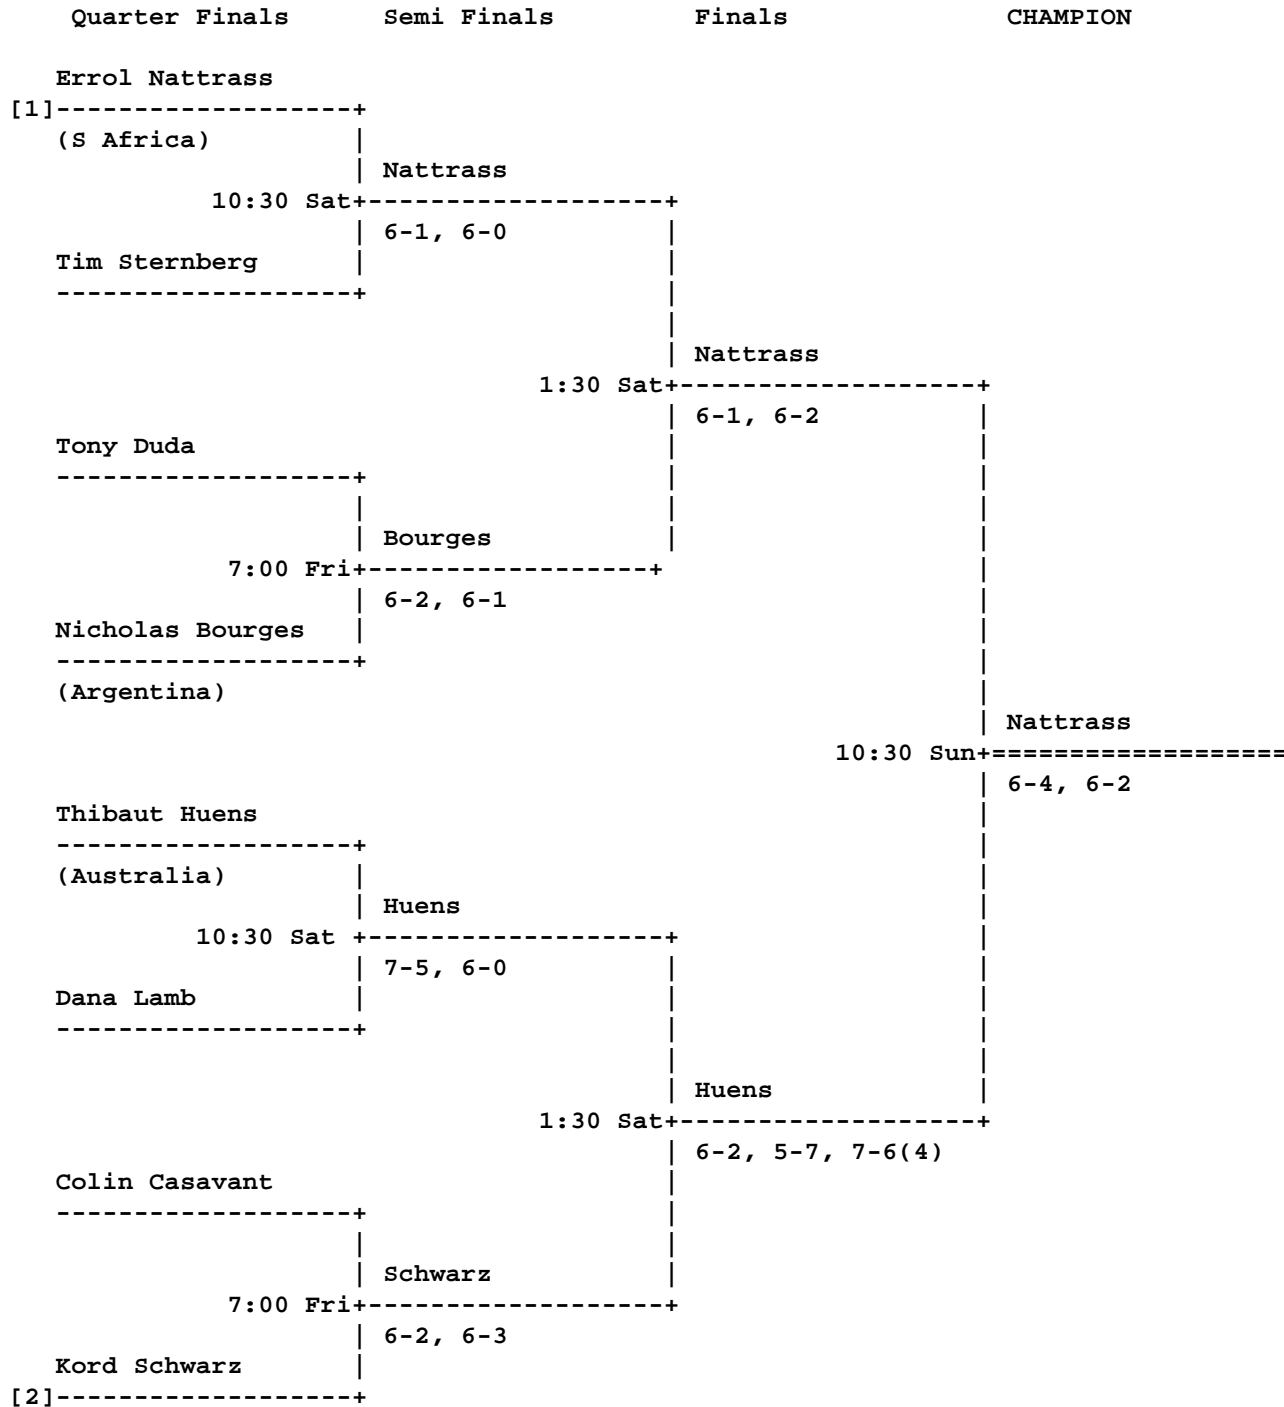 Quarter Finals Semi Finals Finals CHAMPION
Errol Nattrass
[1]-------------------+
(S Africa) |
| Nattrass
10:30 Sat+-------------------+
| 6-1, 6-0 |
Tim Sternberg | |
-------------------+ |
|
| Nattrass
1:30 Sat+-------------------+
| 6-1, 6-2 |
Tony Duda | |
-------------------+ | |
| | |
| Bourges | |
7:00 Fri+------------------+ |
| 6-2, 6-1 |
Nicholas Bourges | |
-------------------+ |
(Argentina) |
| Nattrass
10:30 Sun+===================
| 6-4, 6-2
Thibaut Huens |
-------------------+ |
(Australia) | |
| Huens |
10:30 Sat +-------------------+ |
| 7-5, 6-0 | |
Dana Lamb | | |
-------------------+ | |
| |
| Huens |
1:30 Sat+-------------------+
| 6-2, 5-7, 7-6(4)
Colin Casavant |
-------------------+ |
| |
| Schwarz |
7:00 Fri+-------------------+
| 6-2, 6-3
Kord Schwarz |
[2]-------------------+